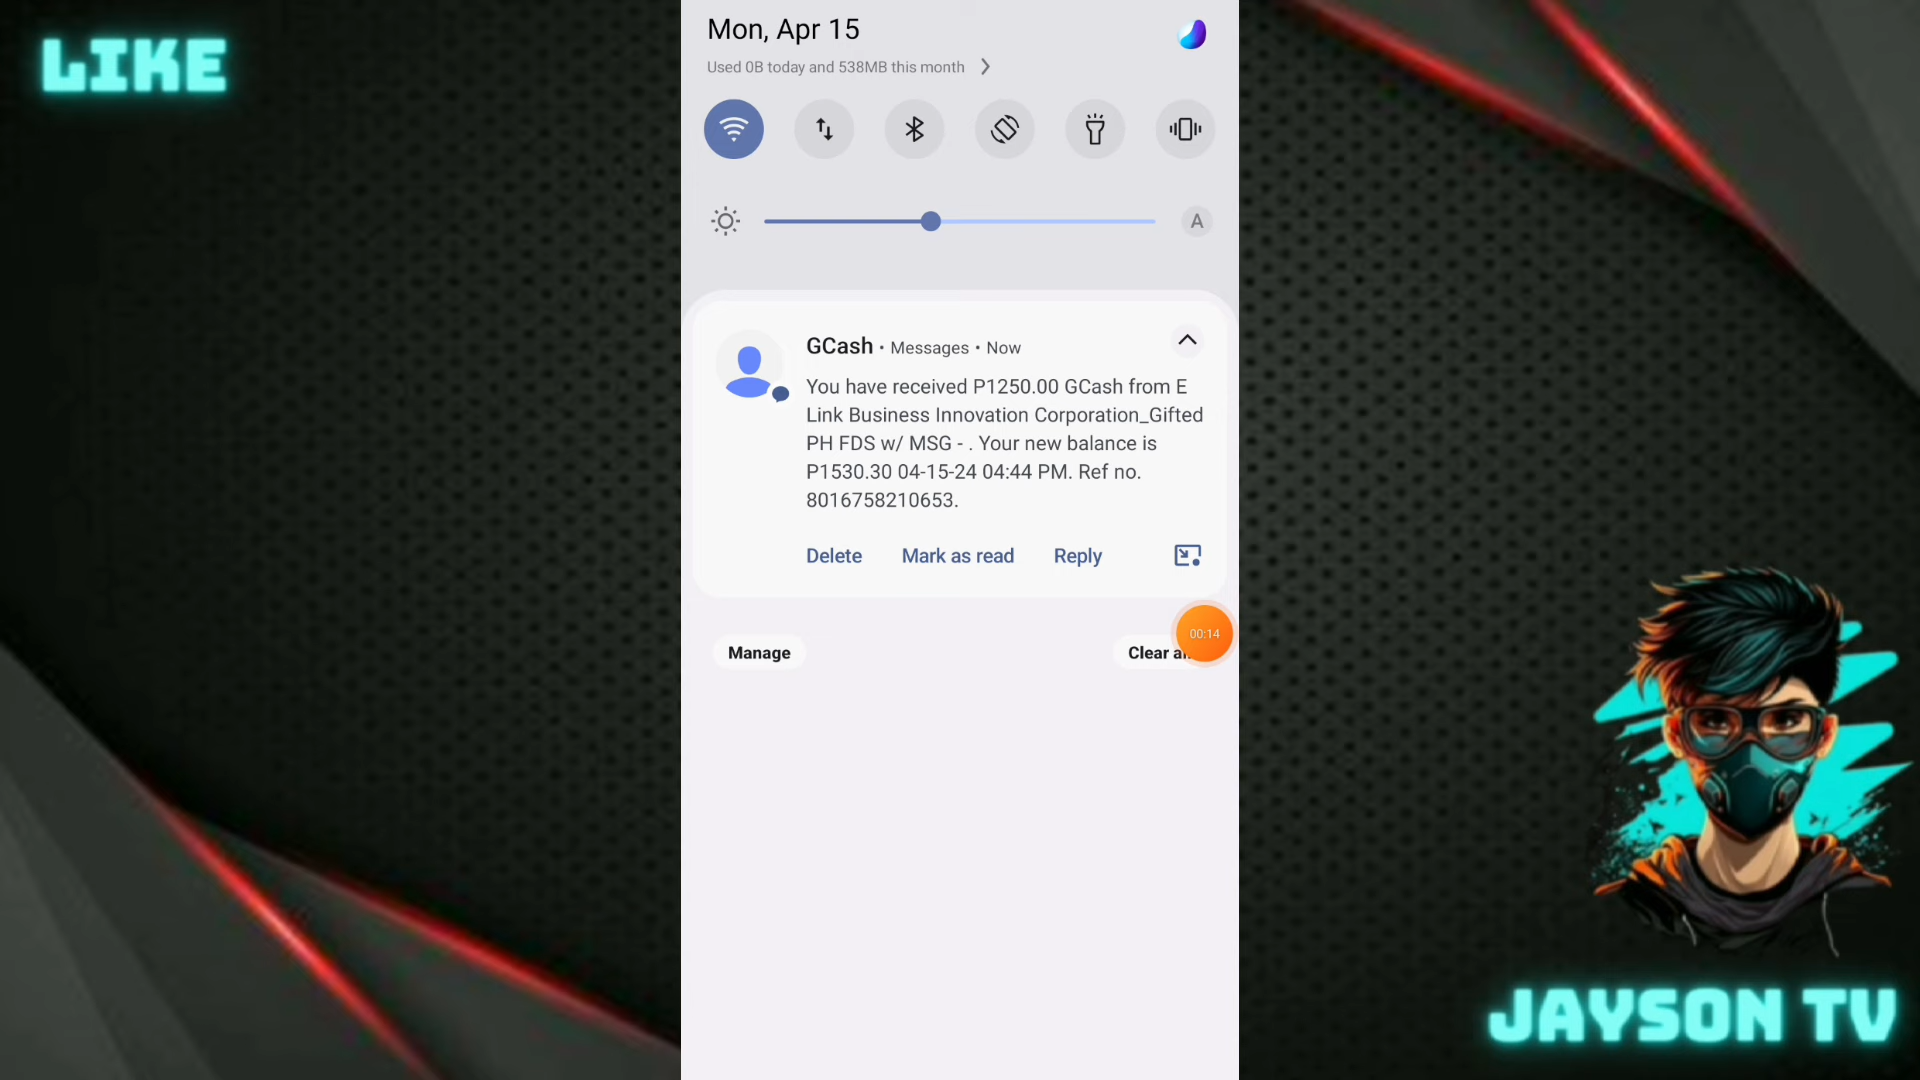 LIKE
Mon, Apr 15
Used 0B today and 538MB this month
A
GCash • Messages • Now
You have received P1250.00 GCash from E
Link Business Innovation Corporation_Gifted
PH FDS w/ MSG - . Your new balance is
P1530.30 04-15-24 04:44 PM. Ref no.
8016758210653.
Delete Mark as read Reply
00:14
Manage Clear
JAYSON TV